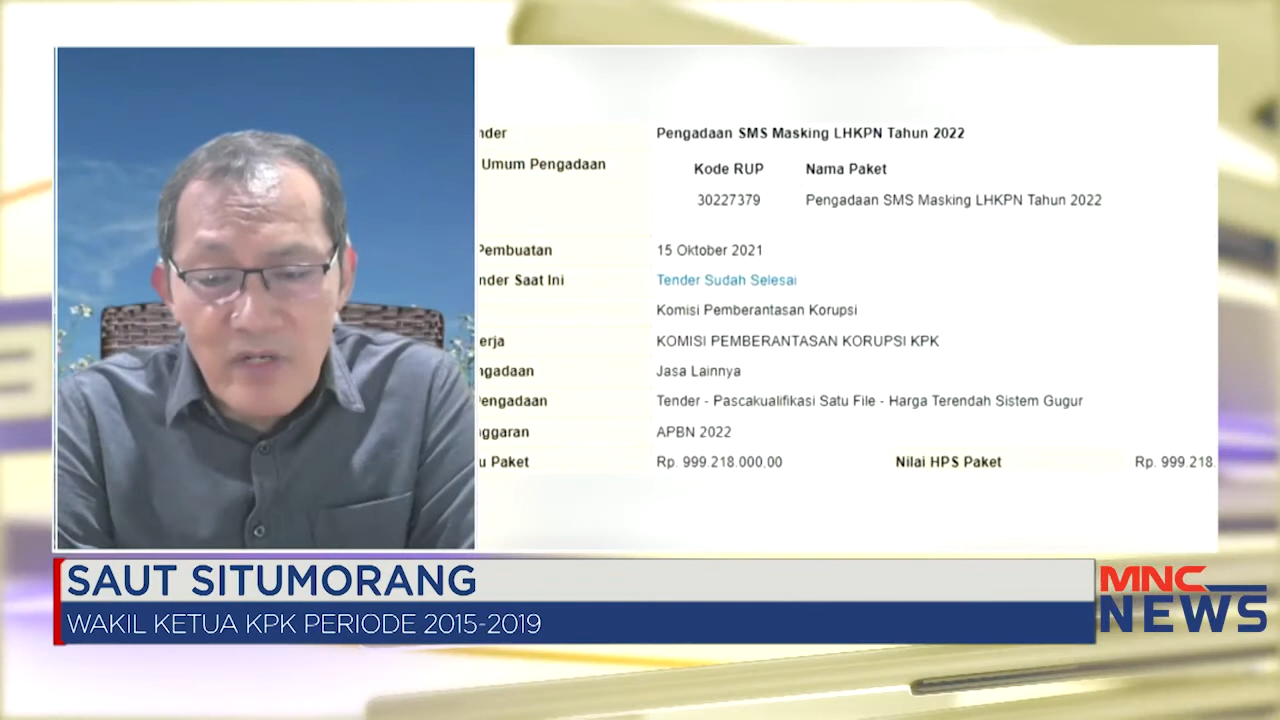 nder Pengadaan SMS Masking LHKPN Tahun 2022
Umum Pengadaan Kode RUP Nama Paket
30227379 Pengadaan SMS Masking LHKPN Tahun 2022
Pembuatan 15 Oktober 2021
nder Saat Ini Tender Sudah Selesai
Komisi Pemberantasan Korupsi
erja KOMISI PEMBERANTASAN KORUPSI KPK
ngadaan Jasa Lainnya
Pengadaan Tender - Pascakualifikasi Satu File - Harga Terendah Sistem Gugur
ggaran APBN 2022
u Paket Rp. 999.218.000,00 Nilai HPS Paket Rp. 999.218.
SAUT SITUMORANG
WAKIL KETUA KPK PERIODE 2015-2019
MNC
NEWS